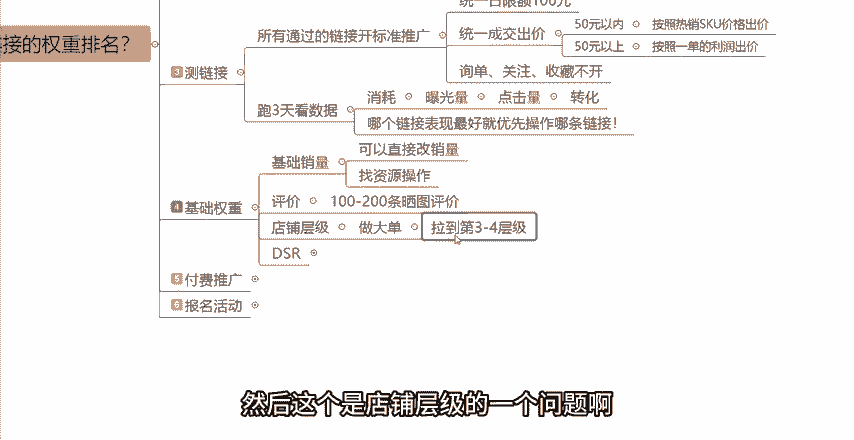 接的权重排名？
统一日限额100元
所有通过的链接开标准推广
统一成交出价
50元以内
按照热销SKU价格出价
50元以上
按照一单的利润出价
询单、关注、收藏不开
3 测链接
跑3天看数据
消耗
曝光量
点击量
转化
哪个链接表现最好就优先操作哪条链接！
4 基础权重
基础销量
可以直接改销量
找资源操作
评价
100-200条晒图评价
店铺层级
做大单
拉到第3-4层级
DSR
5 付费推广
6 报名活动
然后这个是店铺层级的一个问题啊